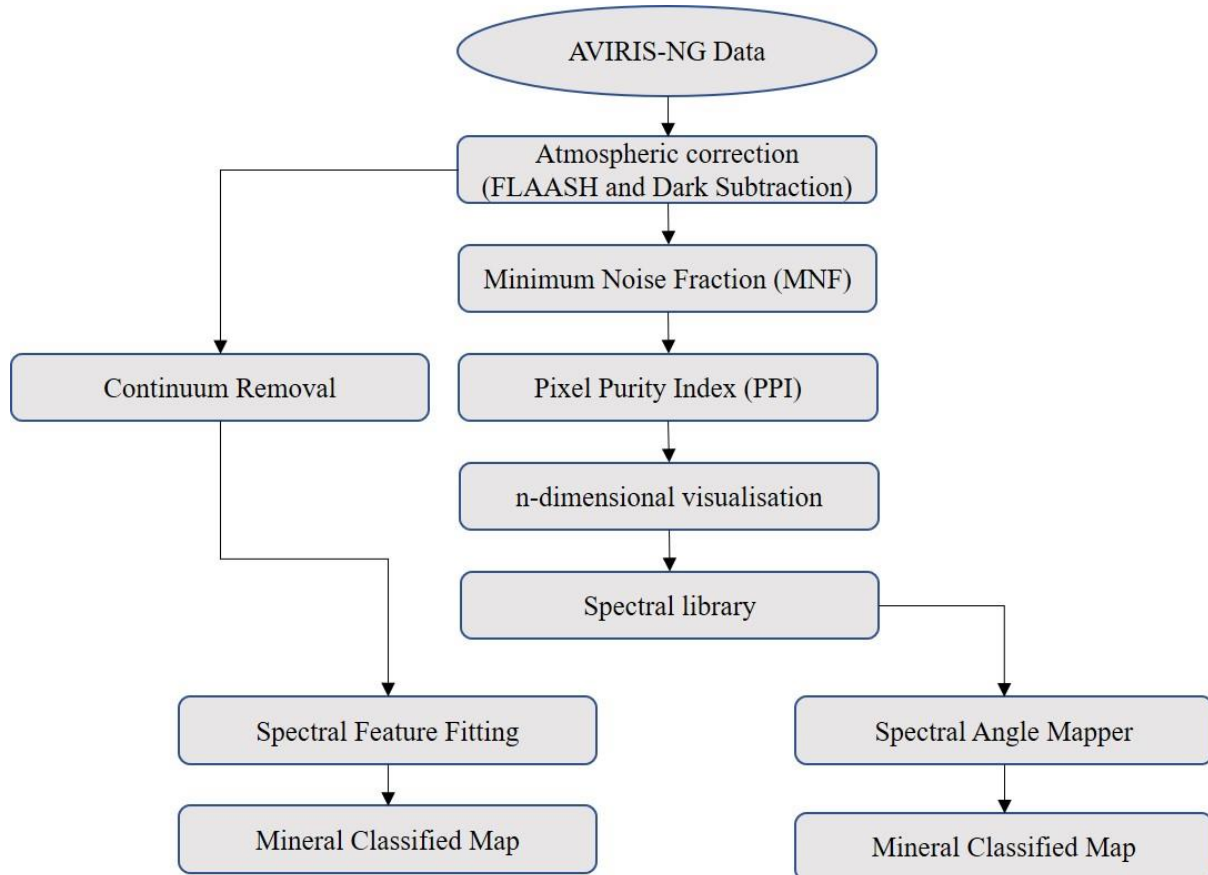 AVIRIS-NG Data
Atmospheric correction
(FLAASH and Dark Subtraction)
Minimum Noise Fraction (MNF)
Continuum Removal
Pixel Purity Index (PPI)
n-dimensional visualisation
Spectral library
Spectral Feature Fitting
Spectral Angle Mapper
Mineral Classified Map
Mineral Classified Map